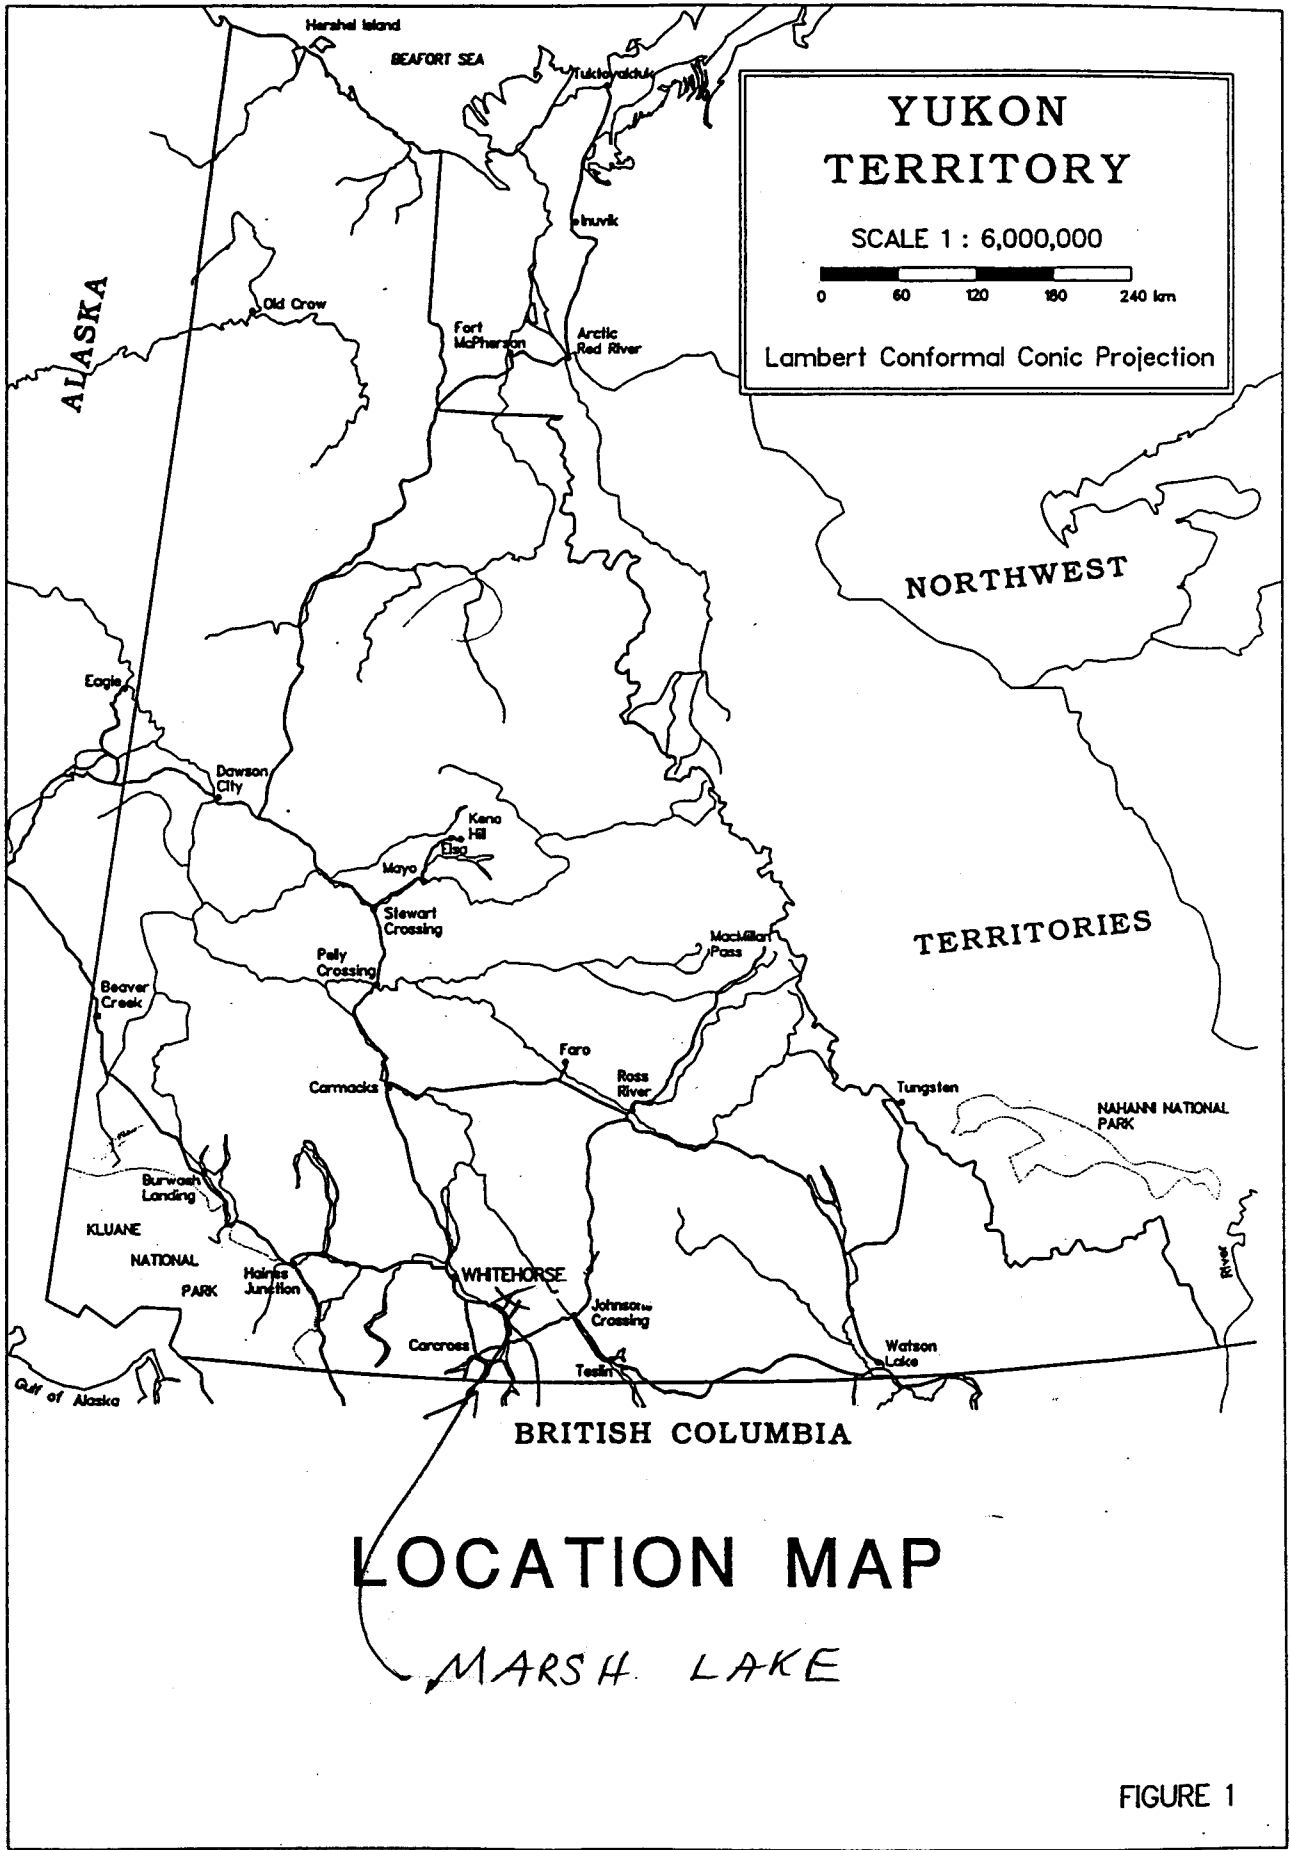 Hershel Island
BEAFORT SEA
Tuktoyaktuk
YUKON
TERRITORY
SCALE 1 : 6,000,000
0 60 120 180 240 km
Lambert Conformal Conic Projection
Inuvik
ALASKA
Old Crow
Fort
McPherson
Arctic
Red River
NORTHWEST
Eagle
Dawson
City
Keno
Hill
Elsa
Mayo
Stewart
Crossing
TERRITORIES
MacMillan
Pass
Pelly
Crossing
Beaver
Creek
Faro
Ross
River
Carmacks
Tungsten
NAHANNI NATIONAL
PARK
Burwash
Landing
KLUANE
NATIONAL
PARK
Haines
Junction
WHITEHORSE
River
Johnson
Crossing
Carcross
Teslin
Watson
Lake
Gulf of Alaska
BRITISH COLUMBIA
LOCATION MAP
MARSH LAKE
FIGURE 1